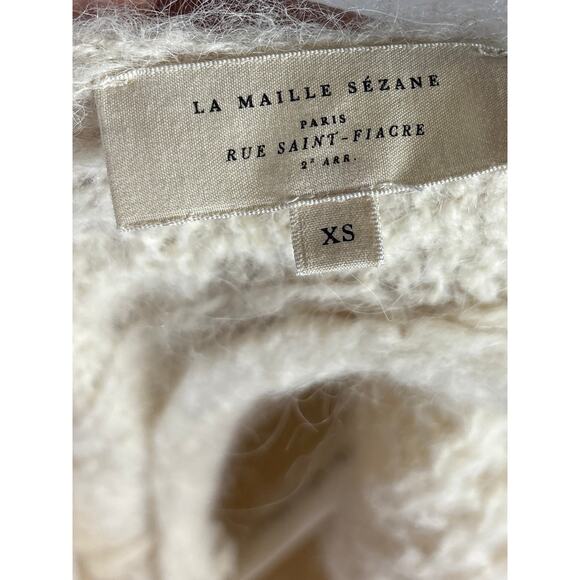 LA MAILLE SÉZANE
PARIS
RUE SAINT-FIACRE
2E ARR.
XS